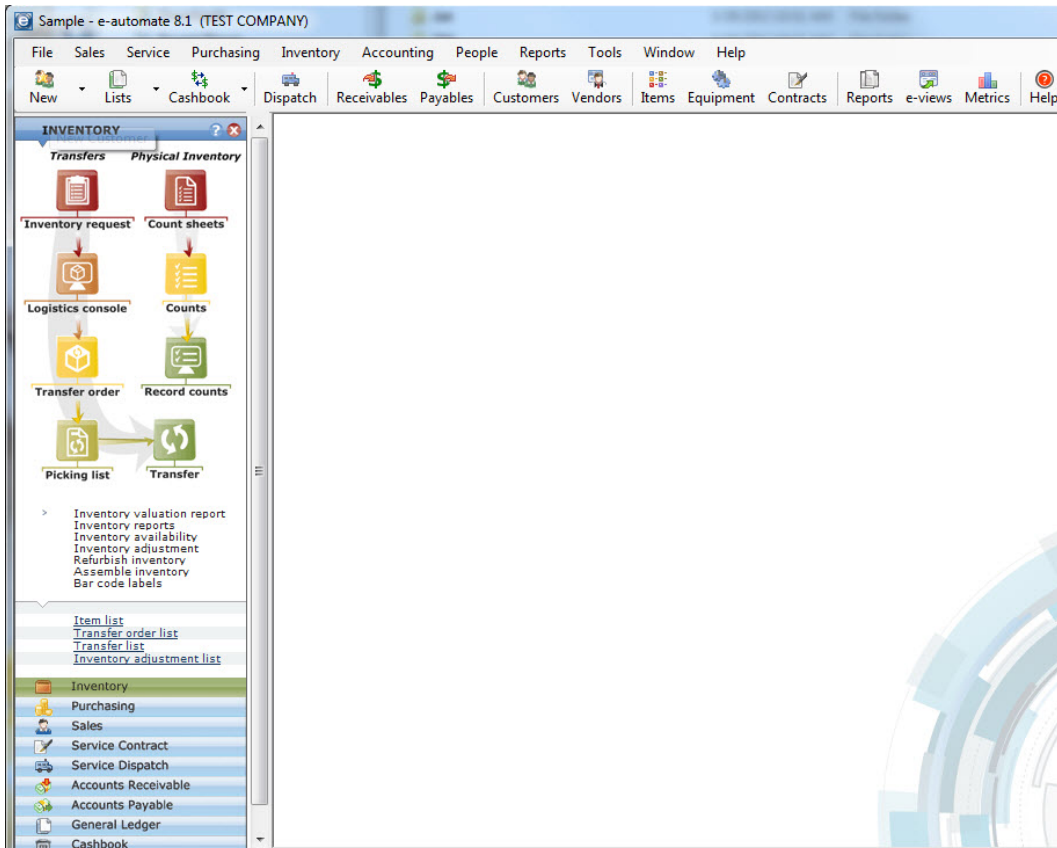 Sample - e-automate 8.1 (TEST COMPANY)
File Sales Service Purchasing Inventory Accounting People Reports Tools Window Help
New Lists Cashbook Dispatch Receivables Payables Customers Vendors Items Equipment Contracts Reports e-views Metrics Help
INVENTORY
New Customer
Transfers Physical Inventory
Inventory request Count sheets
Logistics console Counts
Transfer order Record counts
Picking list Transfer
Inventory valuation report
Inventory reports
Inventory availability
Inventory adjustment
Refurbish inventory
Assemble inventory
Bar code labels
Item list
Transfer order list
Transfer list
Inventory adjustment list
Inventory
Purchasing
Sales
Service Contract
Service Dispatch
Accounts Receivable
Accounts Payable
General Ledger
Cashbook